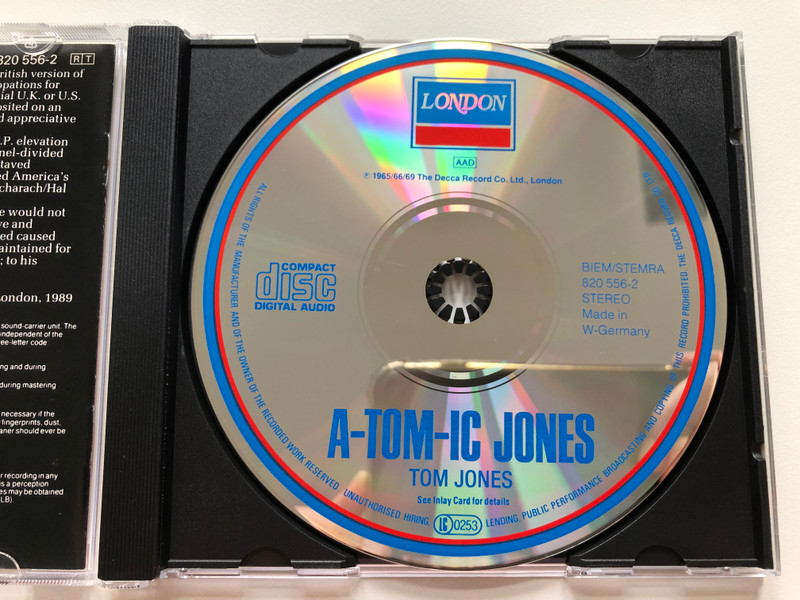 820 556-2 RT
ritish version of
pations for
ial U.K. or U.S.
osited on an
d appreciative
.P. elevation
nel-divided
taved
ed America's
charach/Hal
e would not
ve and
ed caused
aintained for
; to his
London, 1989
sound-carrier unit. The
independent of the
ree-letter code
ng and during
during mastering
necessary if the
fingerprints, dust,
aner should ever be
r recording in any
is a perception
es may be obtained
LB).
LONDON
AAD
℗ 1965/66/69 The Decca Record Co. Ltd., London
COMPACT
disc
DIGITAL AUDIO
BIEM/STEMRA
820 556-2
STEREO
Made in
W-Germany
A-TOM-IC JONES
TOM JONES
See Inlay Card for details
ALL RIGHTS OF THE MANUFACTURER AND OF THE OWNER OF THE RECORDED WORK RESERVED. UNAUTHORISED HIRING, LC 0253 LENDING, PUBLIC PERFORMANCE, BROADCASTING AND COPYING OF THIS RECORD PROHIBITED THE DECCA